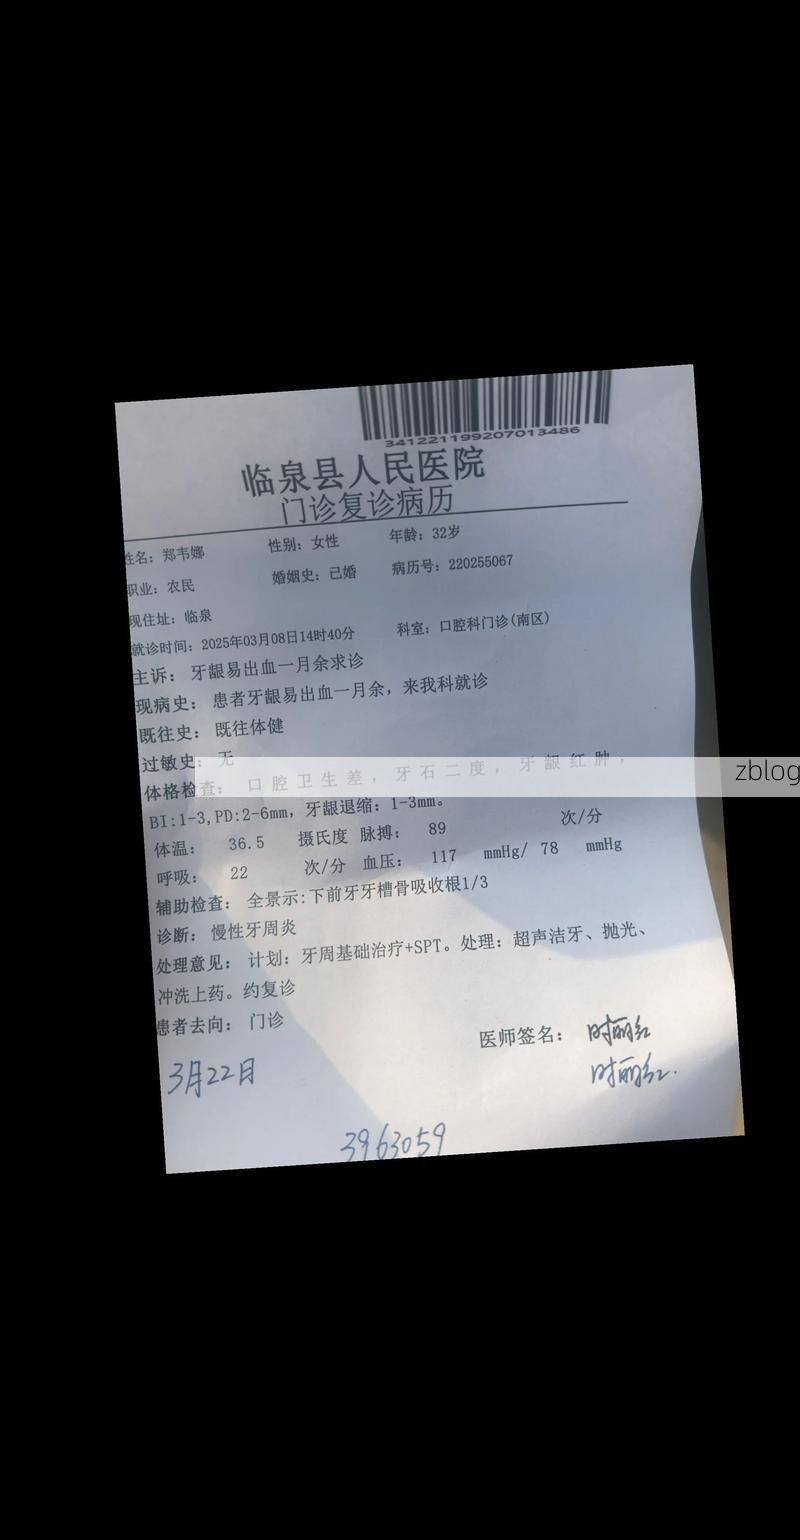 341221199207013486
临泉县人民医院
门诊复诊病历
姓名：郑韦娜 性别：女性 年龄：32岁
职业：农民 婚姻史：已婚 病历号：220255067
现住址：临泉
就诊时间：2025年03月08日14时40分 科室：口腔科门诊(南区)
主诉：牙龈易出血一月余求诊
现病史：患者牙龈易出血一月余，来我科就诊
既往史：既往体健
过敏史：无
体格检查：口腔卫生差，牙石二度，牙龈红肿，
zblog
BI:1-3,PD:2-6mm，牙龈退缩：1-3mm。
体温： 36.5 摄氏度 脉搏： 89 次/分
呼吸： 22 次/分 血压： 117 mmHg/ 78 mmHg
辅助检查：全景示:下前牙牙槽骨吸收根1/3
诊断：慢性牙周炎
处理意见：计划：牙周基础治疗+SPT。处理：超声洁牙、抛光、
冲洗上药。约复诊
患者去向：门诊
医师签名：时丽红
时丽红.
3月22日
3963059